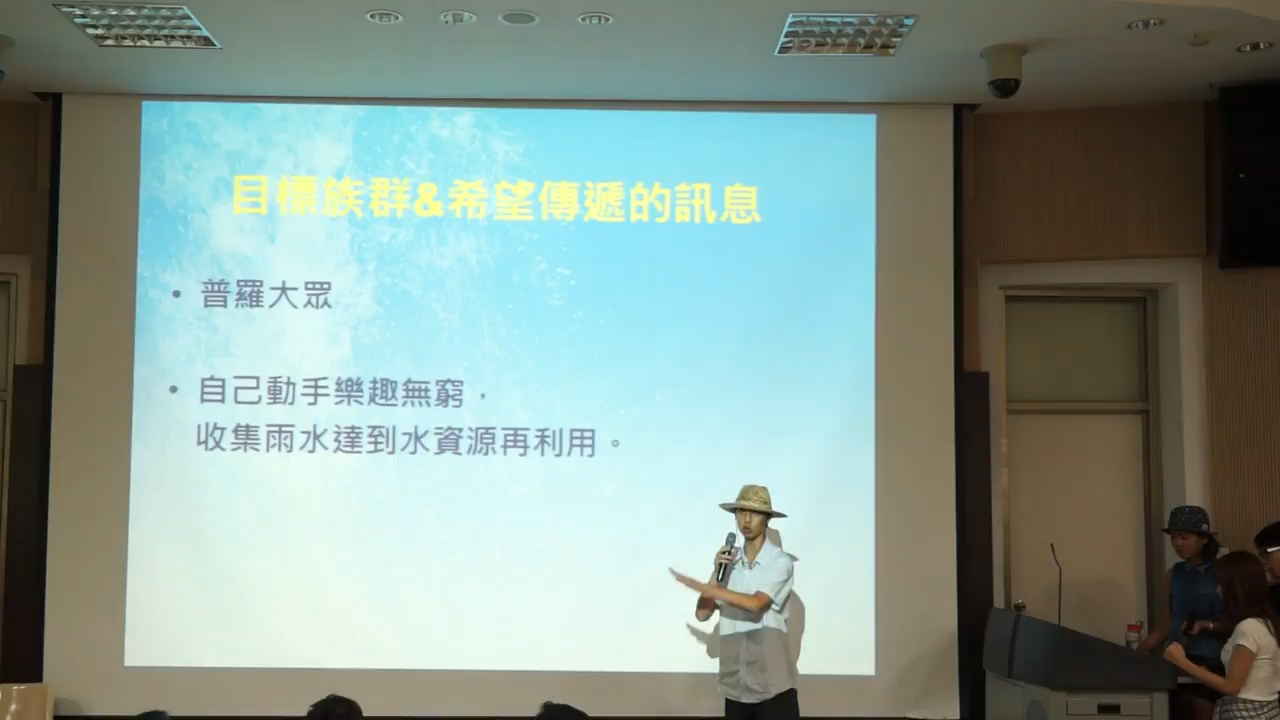 目標族群&希望傳遞的訊息
• 普羅大眾
• 自己動手樂趣無窮，
收集雨水達到水資源再利用。